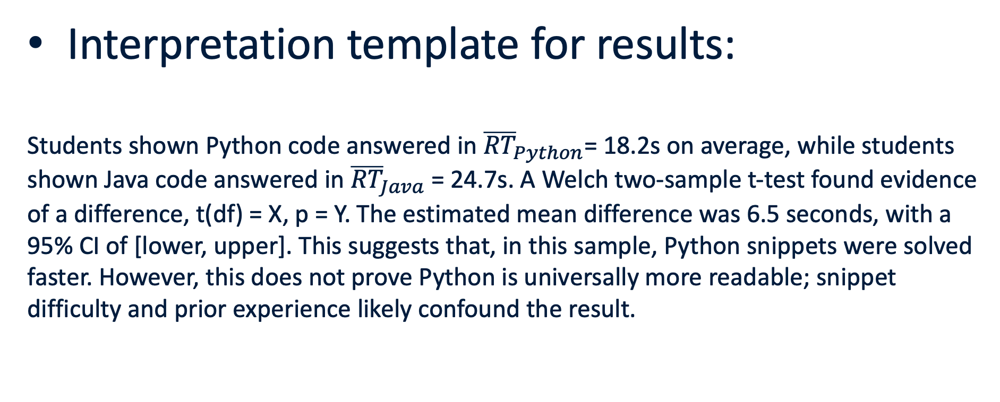 • Interpretation template for results:
Students shown Python code answered in $\overline{RT}_{Python}$= 18.2s on average, while students
shown Java code answered in $\overline{RT}_{Java}$ = 24.7s. A Welch two-sample t-test found evidence
of a difference, t(df) = X, p = Y. The estimated mean difference was 6.5 seconds, with a
95% CI of [lower, upper]. This suggests that, in this sample, Python snippets were solved
faster. However, this does not prove Python is universally more readable; snippet
difficulty and prior experience likely confound the result.